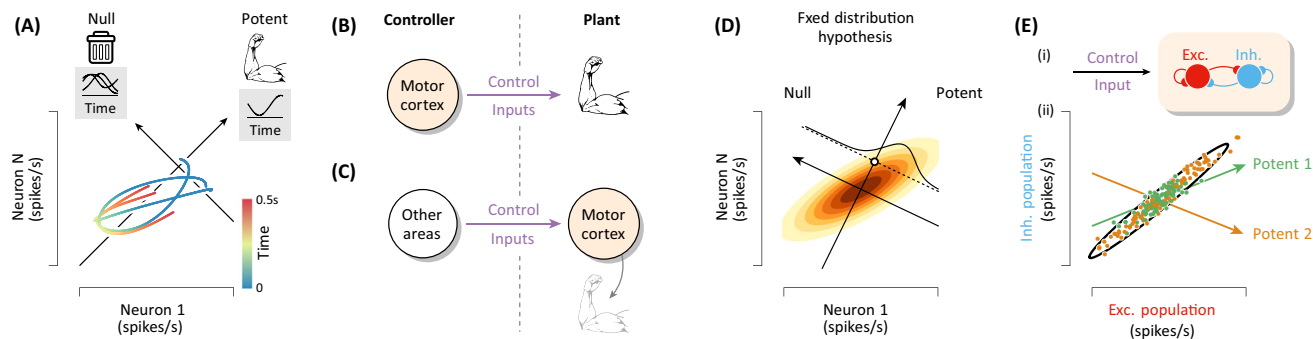 (A)
Null
Potent
Time
Time
Neuron N
(spikes/s)
0.5s
Time
0
Neuron 1
(spikes/s)
(B)
Controller
Plant
Motor
cortex
Control
Inputs
(C)
Other
areas
Control
Inputs
Motor
cortex
(D)
Fxed distribution
hypothesis
Null
Potent
Neuron N
(spikes/s)
Neuron 1
(spikes/s)
(E)
(i)
Control
Input
Exc.
Inh.
(ii)
Inh. population
(spikes/s)
Potent 1
Potent 2
Exc. population
(spikes/s)